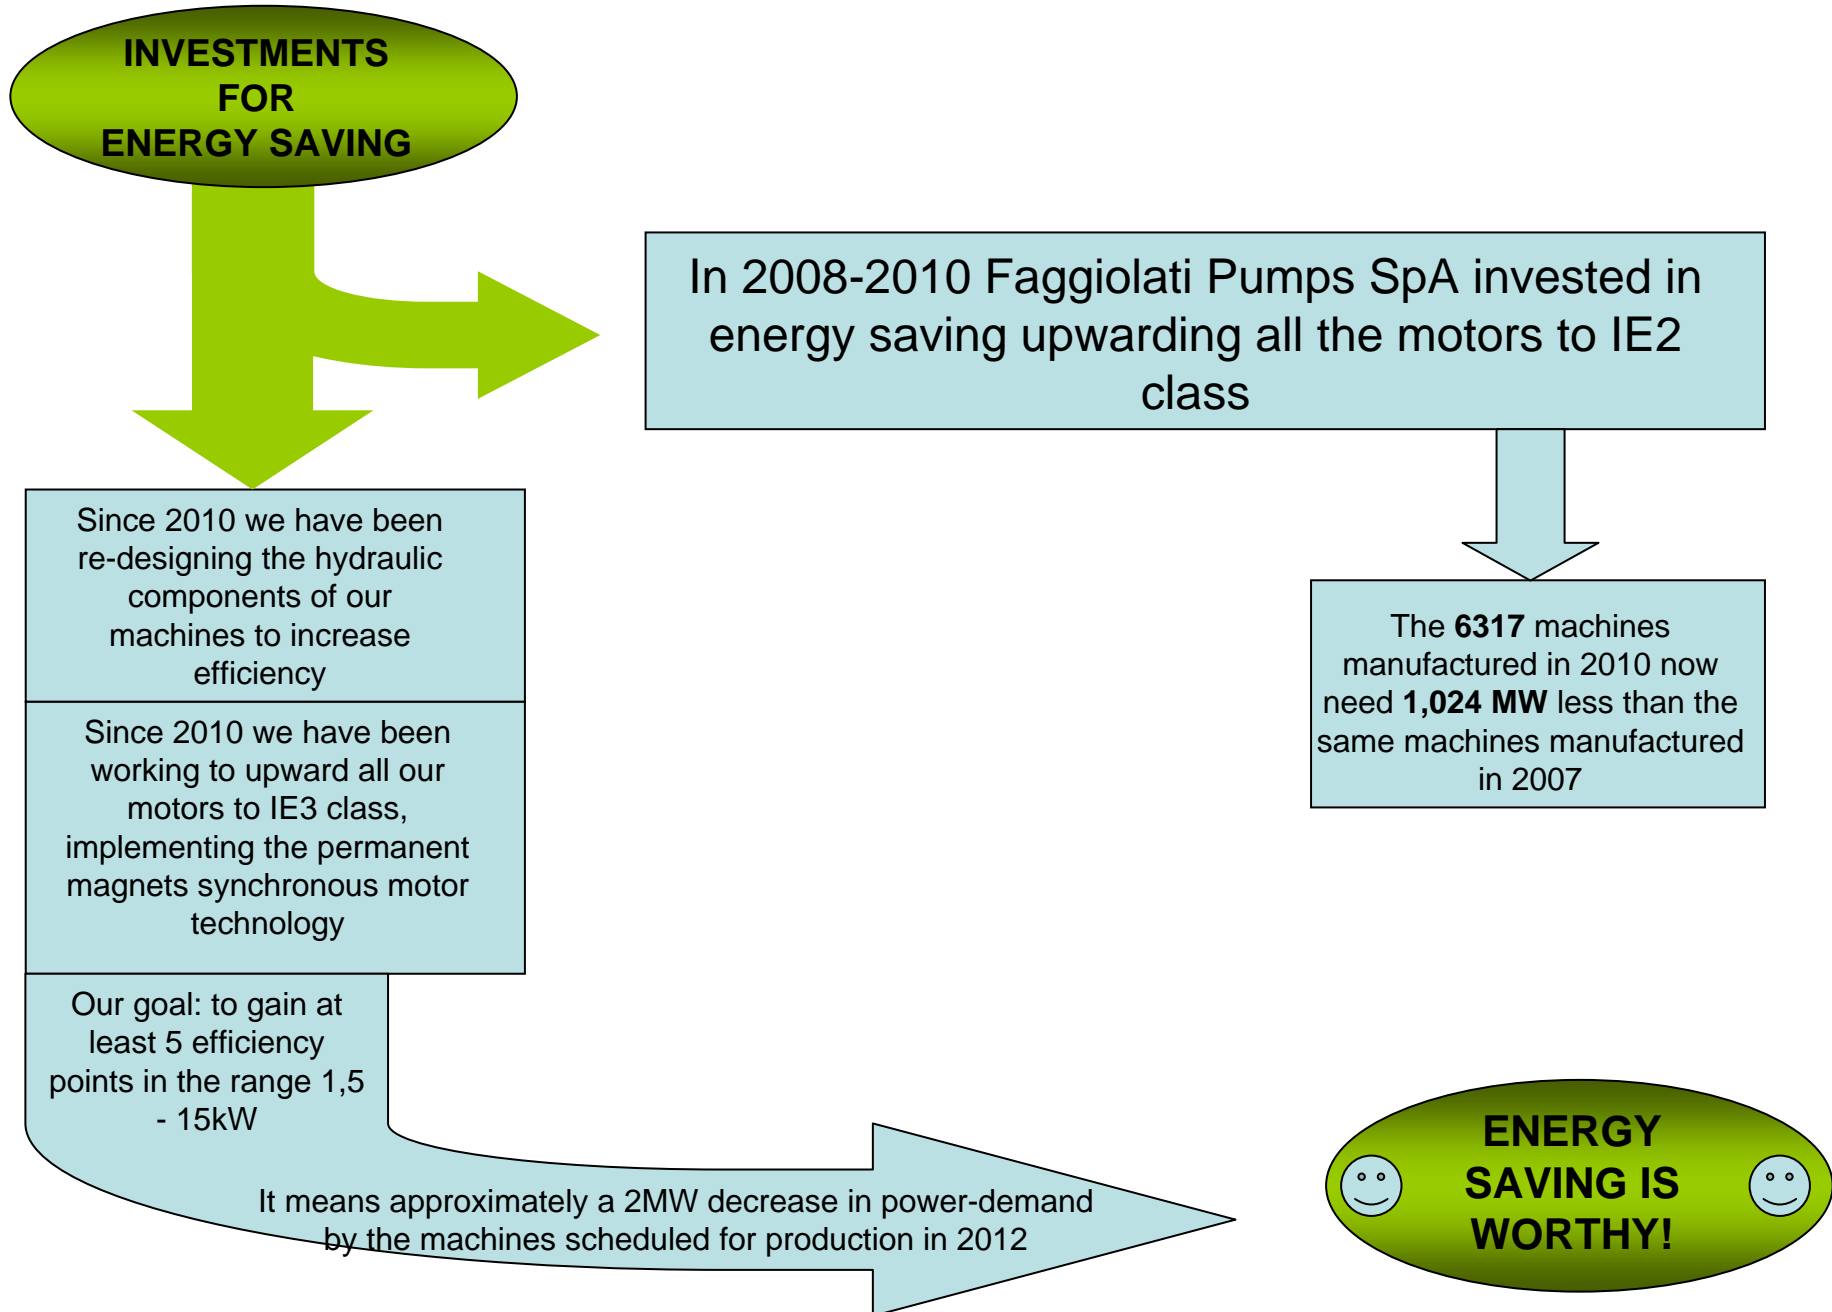 INVESTMENTS
FOR
ENERGY SAVING
In 2008-2010 Faggiolati Pumps SpA invested in
energy saving upwarding all the motors to IE2
class
Since 2010 we have been
re-designing the hydraulic
components of our
machines to increase
efficiency
The 6317 machines
manufactured in 2010 now
need 1,024 MW less than the
same machines manufactured
in 2007
Since 2010 we have been
working to upward all our
motors to IE3 class,
implementing the permanent
magnets synchronous motor
technology
Our goal: to gain at
least 5 efficiency
points in the range 1,5
- 15kW
It means approximately a 2MW decrease in power-demand
by the machines scheduled for production in 2012
ENERGY
SAVING IS
WORTHY!